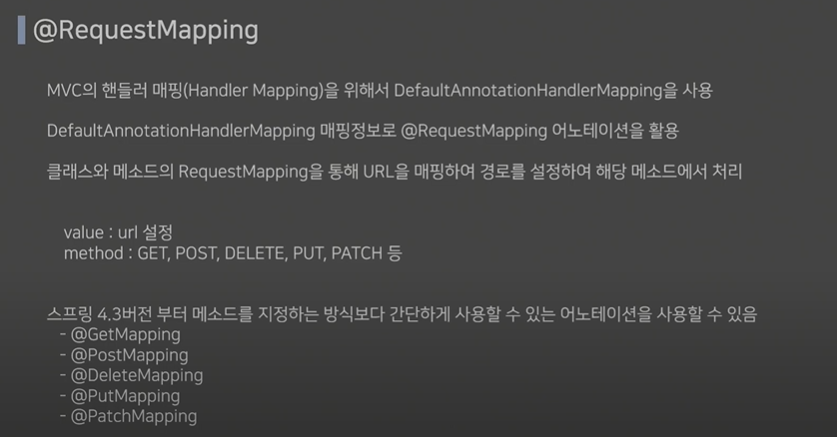 @RequestMapping
MVC의 핸들러 매핑(Handler Mapping)을 위해서 DefaultAnnotationHandlerMapping을 사용
DefaultAnnotationHandlerMapping 매핑정보로 @RequestMapping 어노테이션을 활용
클래스와 메소드의 RequestMapping을 통해 URL을 매핑하여 경로를 설정하여 해당 메소드에서 처리
value : url 설정
method : GET, POST, DELETE, PUT, PATCH 등
스프링 4.3버전 부터 메소드를 지정하는 방식보다 간단하게 사용할 수 있는 어노테이션을 사용할 수 있음
- @GetMapping
- @PostMapping
- @DeleteMapping
- @PutMapping
- @PatchMapping